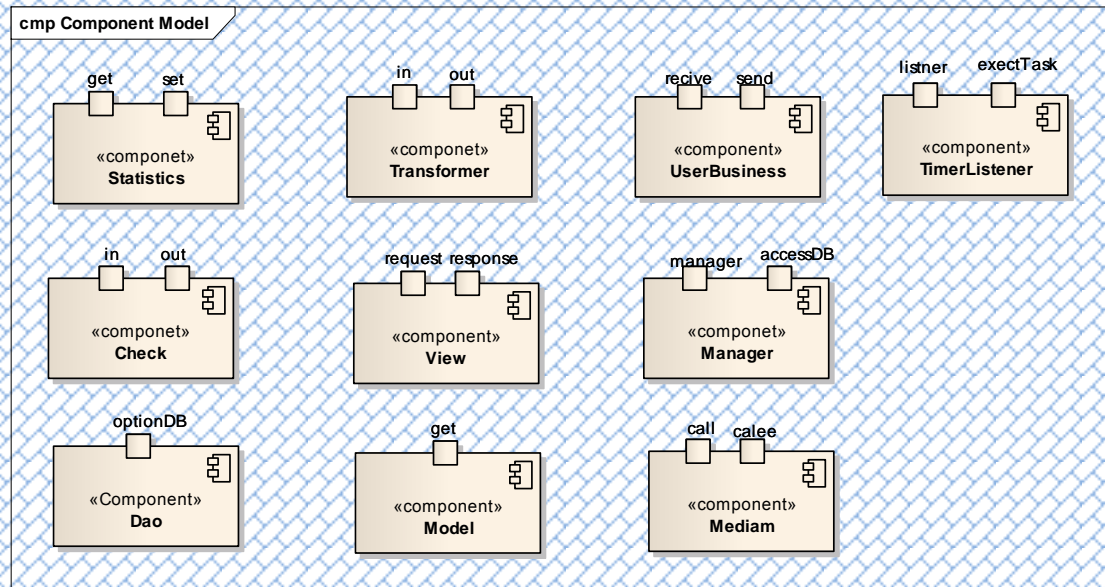 cmp Component Model
get set
«componet»
Statistics
in out
«componet»
Transformer
recive send
«component»
UserBusiness
listner exectTask
«component»
TimerListener
in out
«componet»
Check
request response
«component»
View
manager accessDB
«componet»
Manager
optionDB
«Component»
Dao
get
«component»
Model
call calee
«component»
Mediam